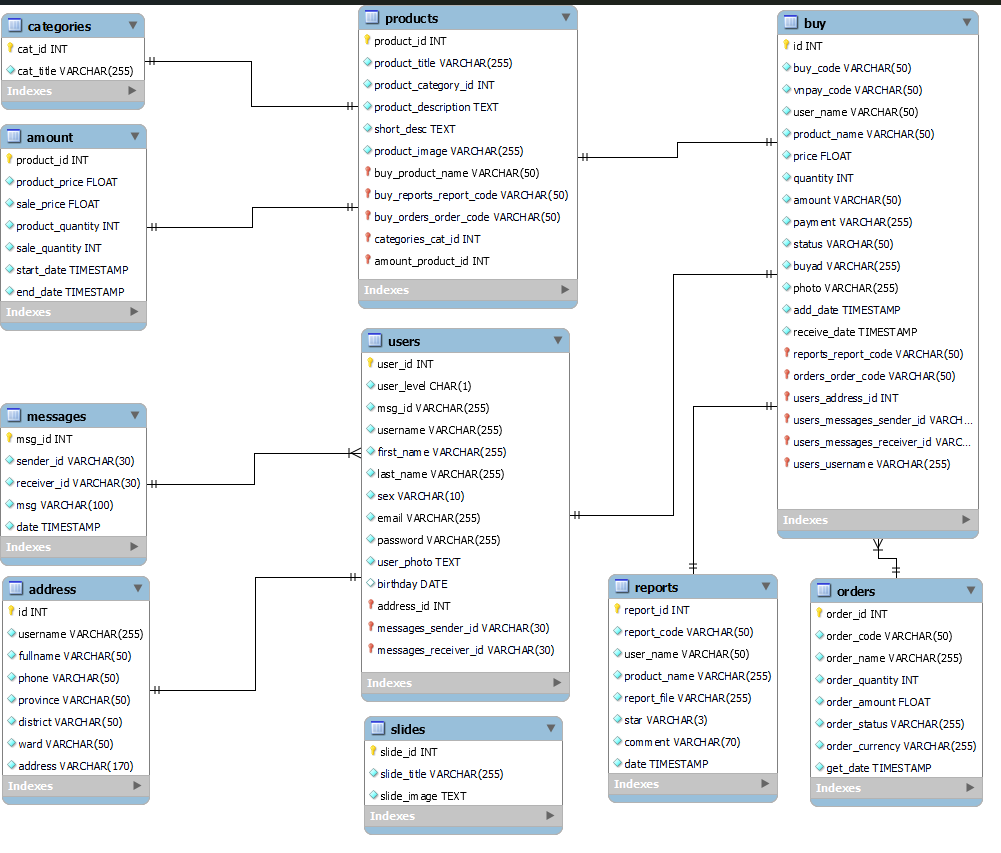 categories
cat_id INT
cat_title VARCHAR(255)
Indexes
amount
product_id INT
product_price FLOAT
sale_price FLOAT
product_quantity INT
sale_quantity INT
start_date TIMESTAMP
end_date TIMESTAMP
Indexes
messages
msg_id INT
sender_id VARCHAR(30)
receiver_id VARCHAR(30)
msg VARCHAR(100)
date TIMESTAMP
Indexes
address
id INT
username VARCHAR(255)
fullname VARCHAR(50)
phone VARCHAR(50)
province VARCHAR(50)
district VARCHAR(50)
ward VARCHAR(50)
address VARCHAR(170)
Indexes
products
product_id INT
product_title VARCHAR(255)
product_category_id INT
product_description TEXT
short_desc TEXT
product_image VARCHAR(255)
buy_product_name VARCHAR(50)
buy_reports_report_code VARCHAR(50)
buy_orders_order_code VARCHAR(50)
categories_cat_id INT
amount_product_id INT
Indexes
users
user_id INT
user_level CHAR(1)
msg_id VARCHAR(255)
username VARCHAR(255)
first_name VARCHAR(255)
last_name VARCHAR(255)
sex VARCHAR(10)
email VARCHAR(255)
password VARCHAR(255)
user_photo TEXT
birthday DATE
address_id INT
messages_sender_id VARCHAR(30)
messages_receiver_id VARCHAR(30)
Indexes
slides
slide_id INT
slide_title VARCHAR(255)
slide_image TEXT
Indexes
buy
id INT
buy_code VARCHAR(50)
vnpay_code VARCHAR(50)
user_name VARCHAR(50)
product_name VARCHAR(50)
price FLOAT
quantity INT
amount VARCHAR(50)
payment VARCHAR(255)
status VARCHAR(50)
buyad VARCHAR(255)
photo VARCHAR(255)
add_date TIMESTAMP
receive_date TIMESTAMP
reports_report_code VARCHAR(50)
orders_order_code VARCHAR(50)
users_address_id INT
users_messages_sender_id VARCH...
users_messages_receiver_id VARC...
users_username VARCHAR(255)
Indexes
reports
report_id INT
report_code VARCHAR(50)
user_name VARCHAR(50)
product_name VARCHAR(255)
report_file VARCHAR(255)
star VARCHAR(3)
comment VARCHAR(70)
date TIMESTAMP
Indexes
orders
order_id INT
order_code VARCHAR(50)
order_name VARCHAR(255)
order_quantity INT
order_amount FLOAT
order_status VARCHAR(255)
order_currency VARCHAR(255)
get_date TIMESTAMP
Indexes